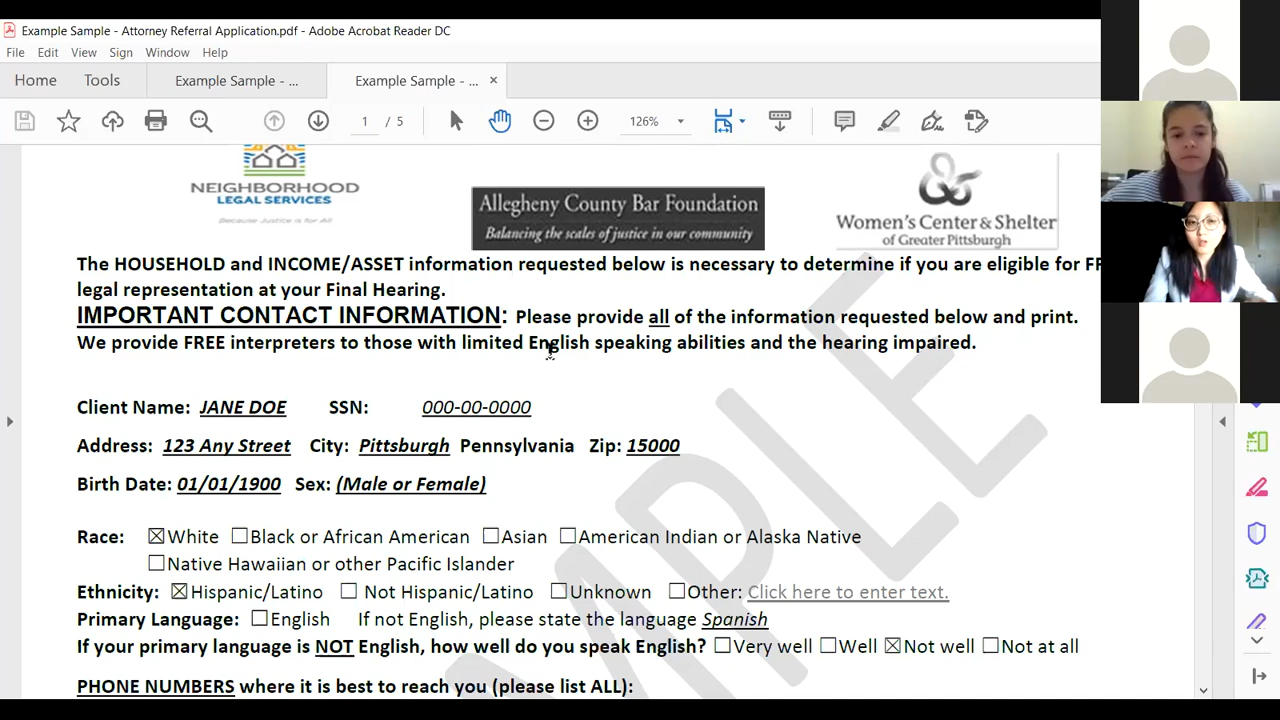 Example Sample - Attorney Referral Application.pdf - Adobe Acrobat Reader DC
File Edit View Sign Window Help
Home Tools Example Sample - ... Example Sample - ... ×
1 / 5 126%
NEIGHBORHOOD
LEGAL SERVICES
Because Justice is for All
Allegheny County Bar Foundation
Balancing the scales of justice in our community
Women's Center & Shelter
of Greater Pittsburgh
The HOUSEHOLD and INCOME/ASSET information requested below is necessary to determine if you are eligible for
legal representation at your Final Hearing.
IMPORTANT CONTACT INFORMATION: Please provide all of the information requested below and print.
We provide FREE interpreters to those with limited English speaking abilities and the hearing impaired.
Client Name: JANE DOE SSN: 000-00-0000
Address: 123 Any Street City: Pittsburgh Pennsylvania Zip: 15000
Birth Date: 01/01/1900 Sex: (Male or Female)
Race: ☒White ☐Black or African American ☐Asian ☐American Indian or Alaska Native
☐Native Hawaiian or other Pacific Islander
Ethnicity: ☒Hispanic/Latino ☐ Not Hispanic/Latino ☐Unknown ☐Other: Click here to enter text.
Primary Language: ☐English If not English, please state the language Spanish
If your primary language is NOT English, how well do you speak English? ☐Very well ☐Well ☒Not well ☐Not at all
PHONE NUMBERS where it is best to reach you (please list ALL):